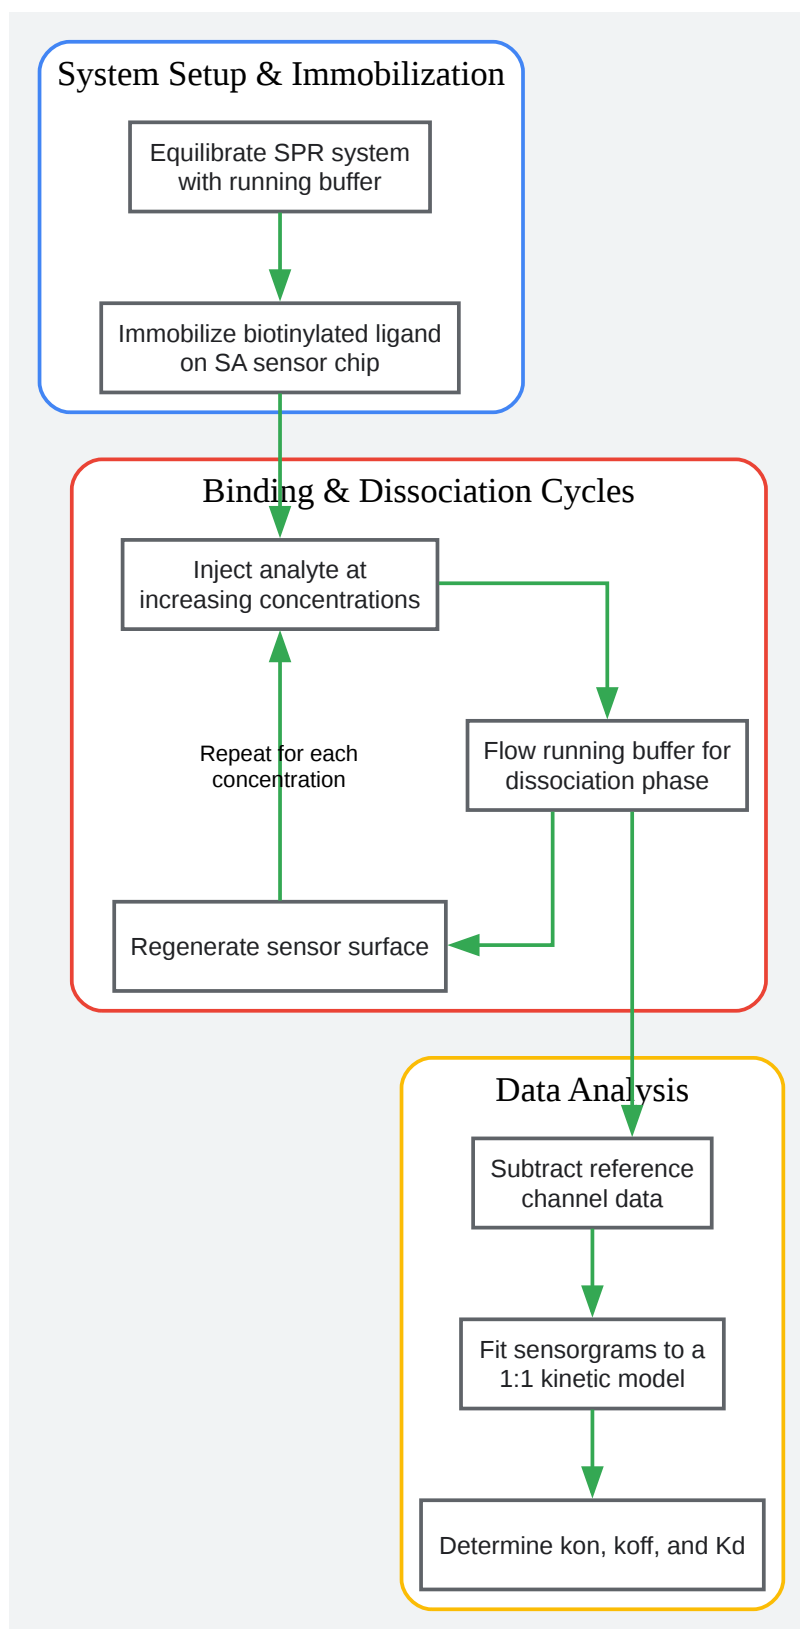 System Setup & Immobilization
Equilibrate SPR system
with running buffer
Immobilize biotinylated ligand
on SA sensor chip
Binding & Dissociation Cycles
Inject analyte at
increasing concentrations
Repeat for each
concentration
Flow running buffer for
dissociation phase
Regenerate sensor surface
Data Analysis
Subtract reference
channel data
Fit sensorgrams to a
1:1 kinetic model
Determine kon, koff, and Kd